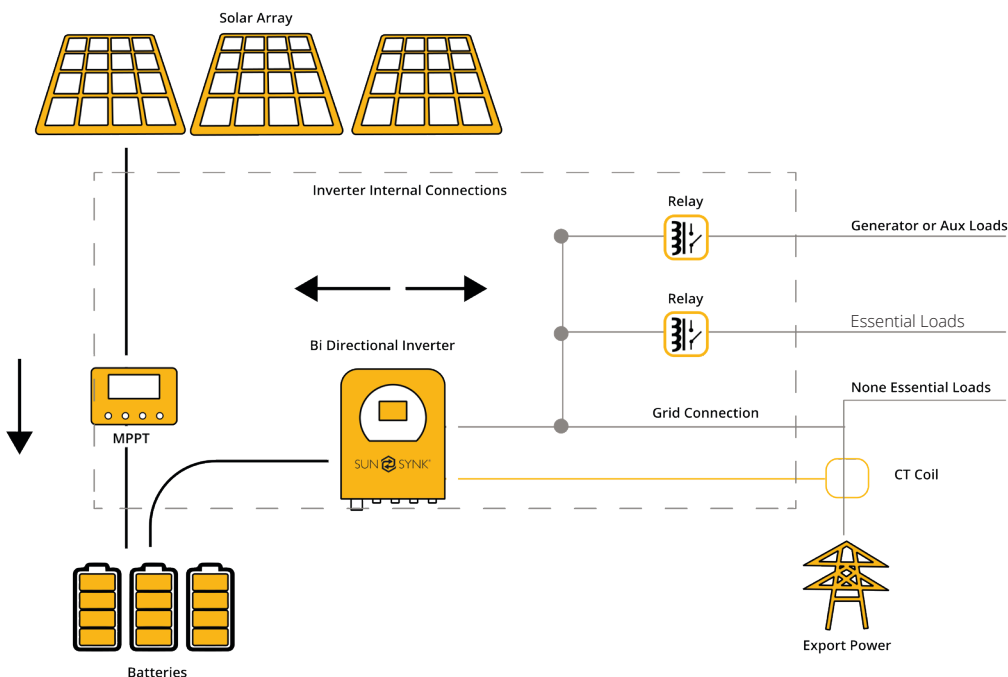 Solar Array
Inverter Internal Connections
Relay
Generator or Aux Loads
Relay
Essential Loads
Bi Directional Inverter
None Essential Loads
Grid Connection
MPPT
SUN SYNK™
CT Coil
Export Power
Batteries